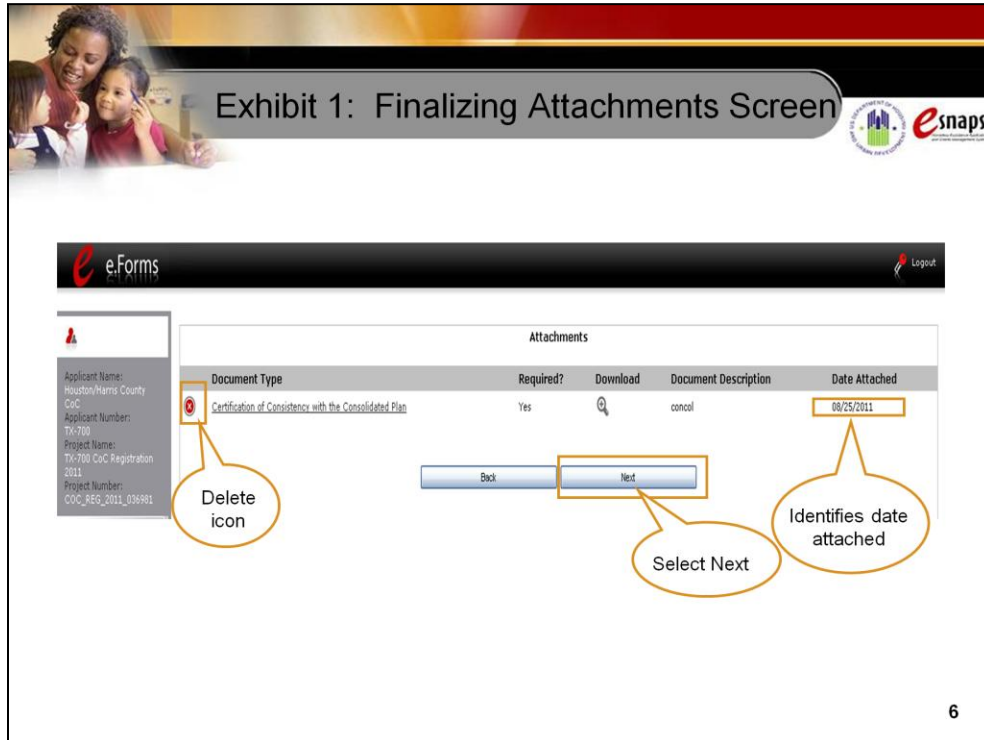 Exhibit 1: Finalizing Attachments Screen
esnaps
e e.Forms
Logout
Attachments
Applicant Name:
Houston/Harris County
CoC
Applicant Number:
TX-700
Project Name:
TX-700 CoC Registration
2011
Project Number:
COC_REG_2011_036981
Document Type Required? Download Document Description Date Attached
Certification of Consistency with the Consolidated Plan Yes concol 08/25/2011
Back Next
Delete
icon
Select Next
Identifies date
attached
6